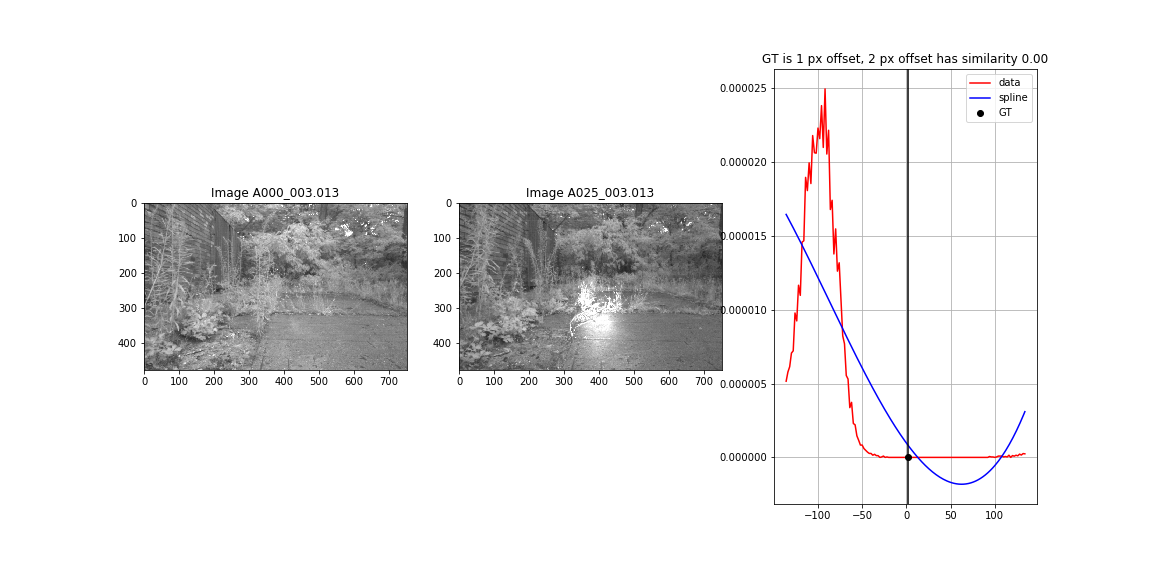 GT is 1 px offset, 2 px offset has similarity 0.00
data
spline
GT
0.000025
0.000020
0.000015
0.000010
0.000005
0.000000
−100 −50 0 50 100
Image A000_003.013
0
100
200
300
400
0 100 200 300 400 500 600 700
Image A025_003.013
0
100
200
300
400
0 100 200 300 400 500 600 700